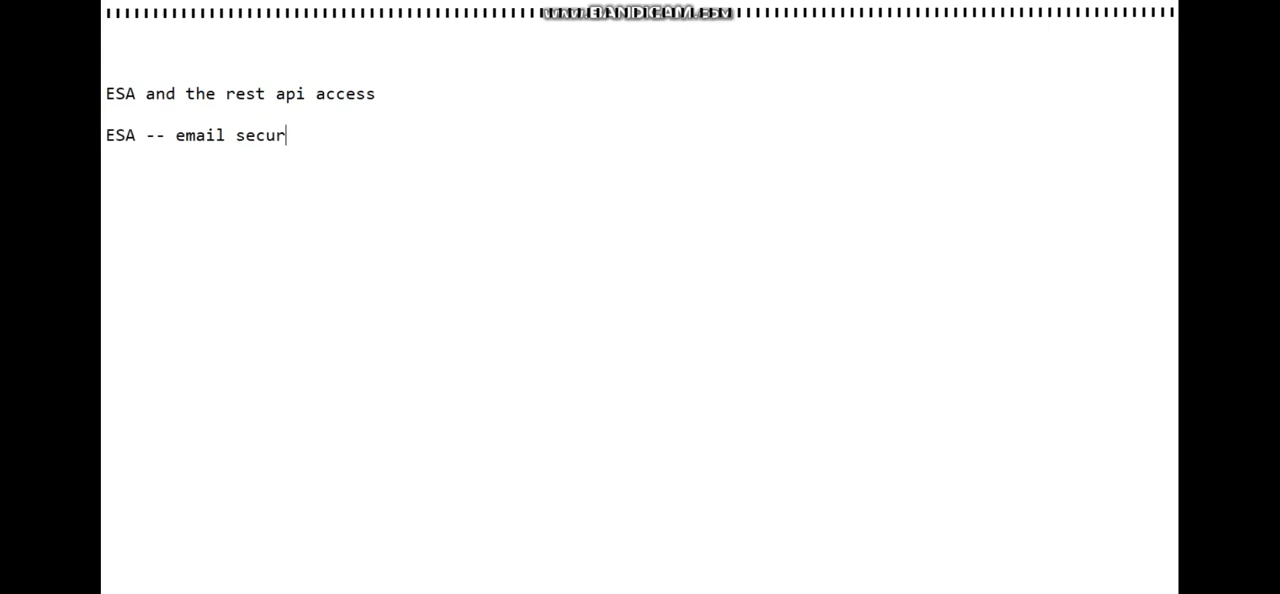 ESA and the rest api access
ESA -- email secur